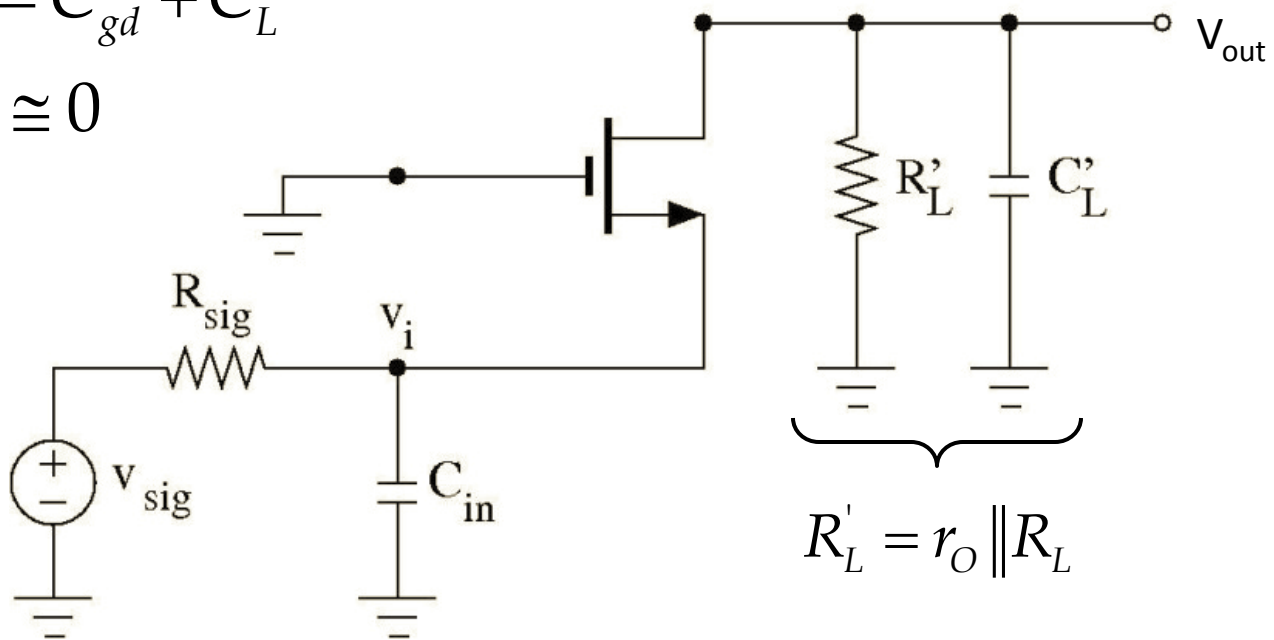 = C_gd + C_L
≅ 0
V_out
R'_L
C'_L
R_sig
v_i
+
−
v_sig
C_in
R'_L = r_O || R_L